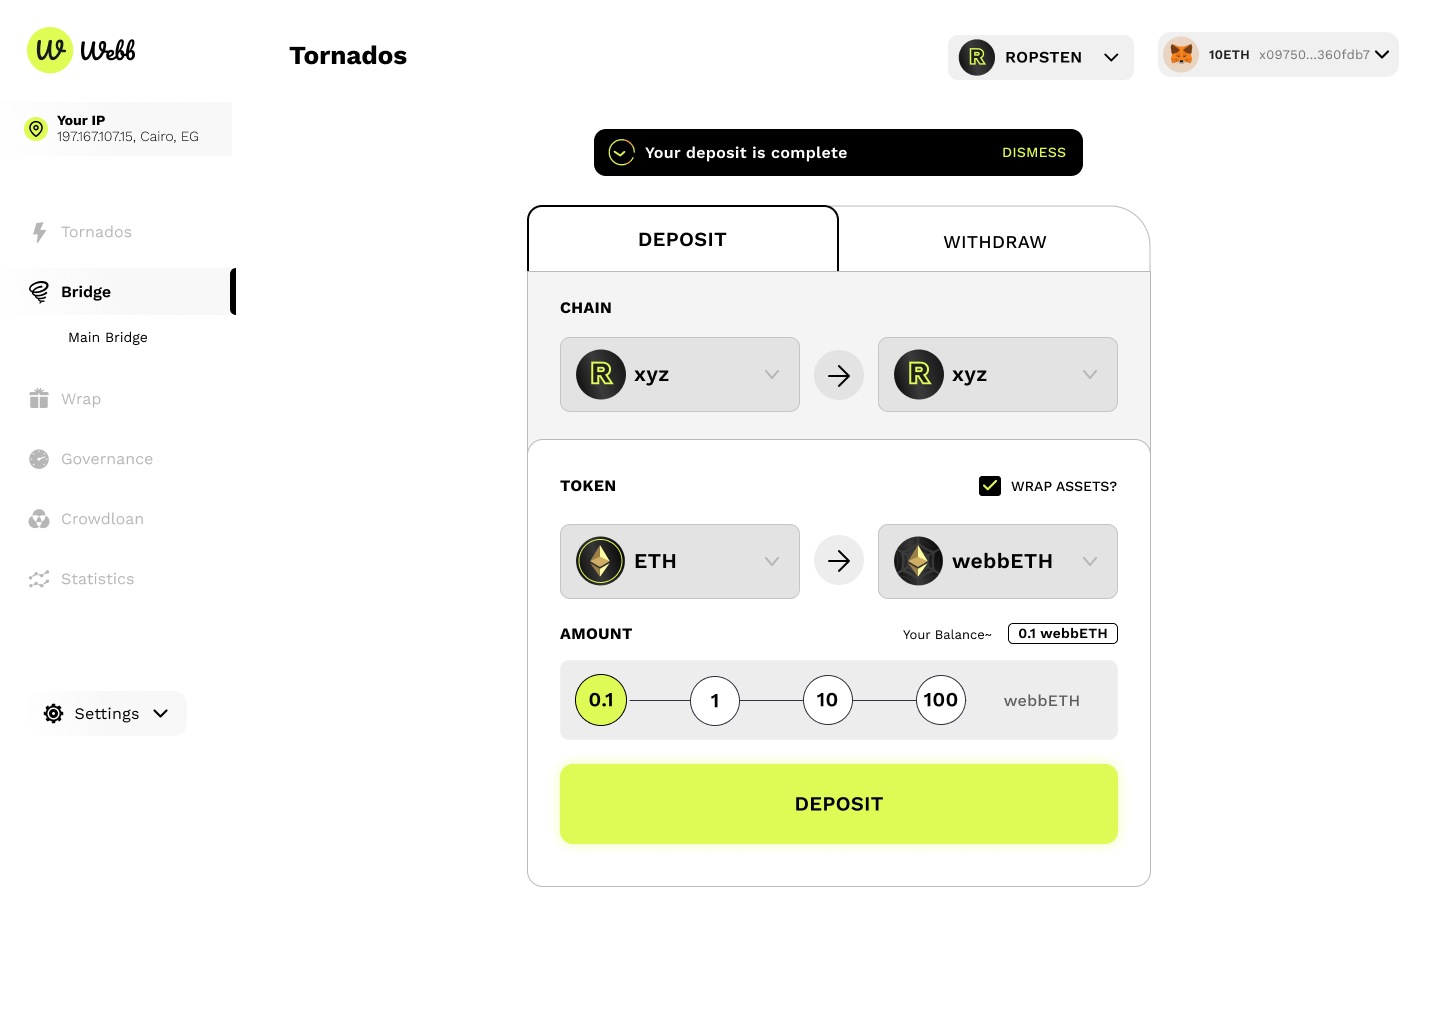 W Webb
Tornados
ROPSTEN
10ETH x09750...360fdb7
Your IP
197.167.107.15, Cairo, EG
Your deposit is complete
DISMESS
Tornados
Bridge
Main Bridge
Wrap
Governance
Crowdloan
Statistics
Settings
DEPOSIT
WITHDRAW
CHAIN
R xyz
R xyz
TOKEN
WRAP ASSETS?
ETH
webbETH
AMOUNT
Your Balance~ 0.1 webbETH
0.1 1 10 100 webbETH
DEPOSIT